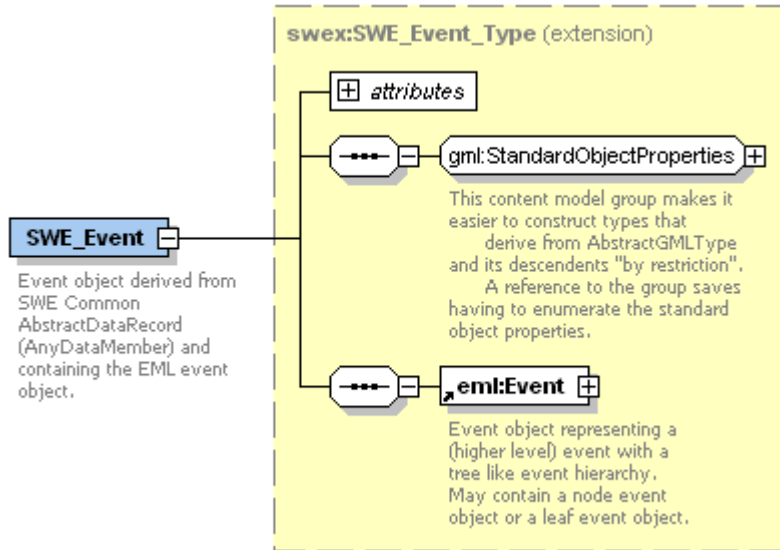 swex:SWE_Event_Type (extension)
attributes
gml:StandardObjectProperties
This content model group makes it
easier to construct types that
derive from AbstractGMLType
and its descendents "by restriction".
A reference to the group saves
having to enumerate the standard
object properties.
SWE_Event
Event object derived from
SWE Common
AbstractDataRecord
(AnyDataMember) and
containing the EML event
object.
eml:Event
Event object representing a
(higher level) event with a
tree like event hierarchy.
May contain a node event
object or a leaf event object.